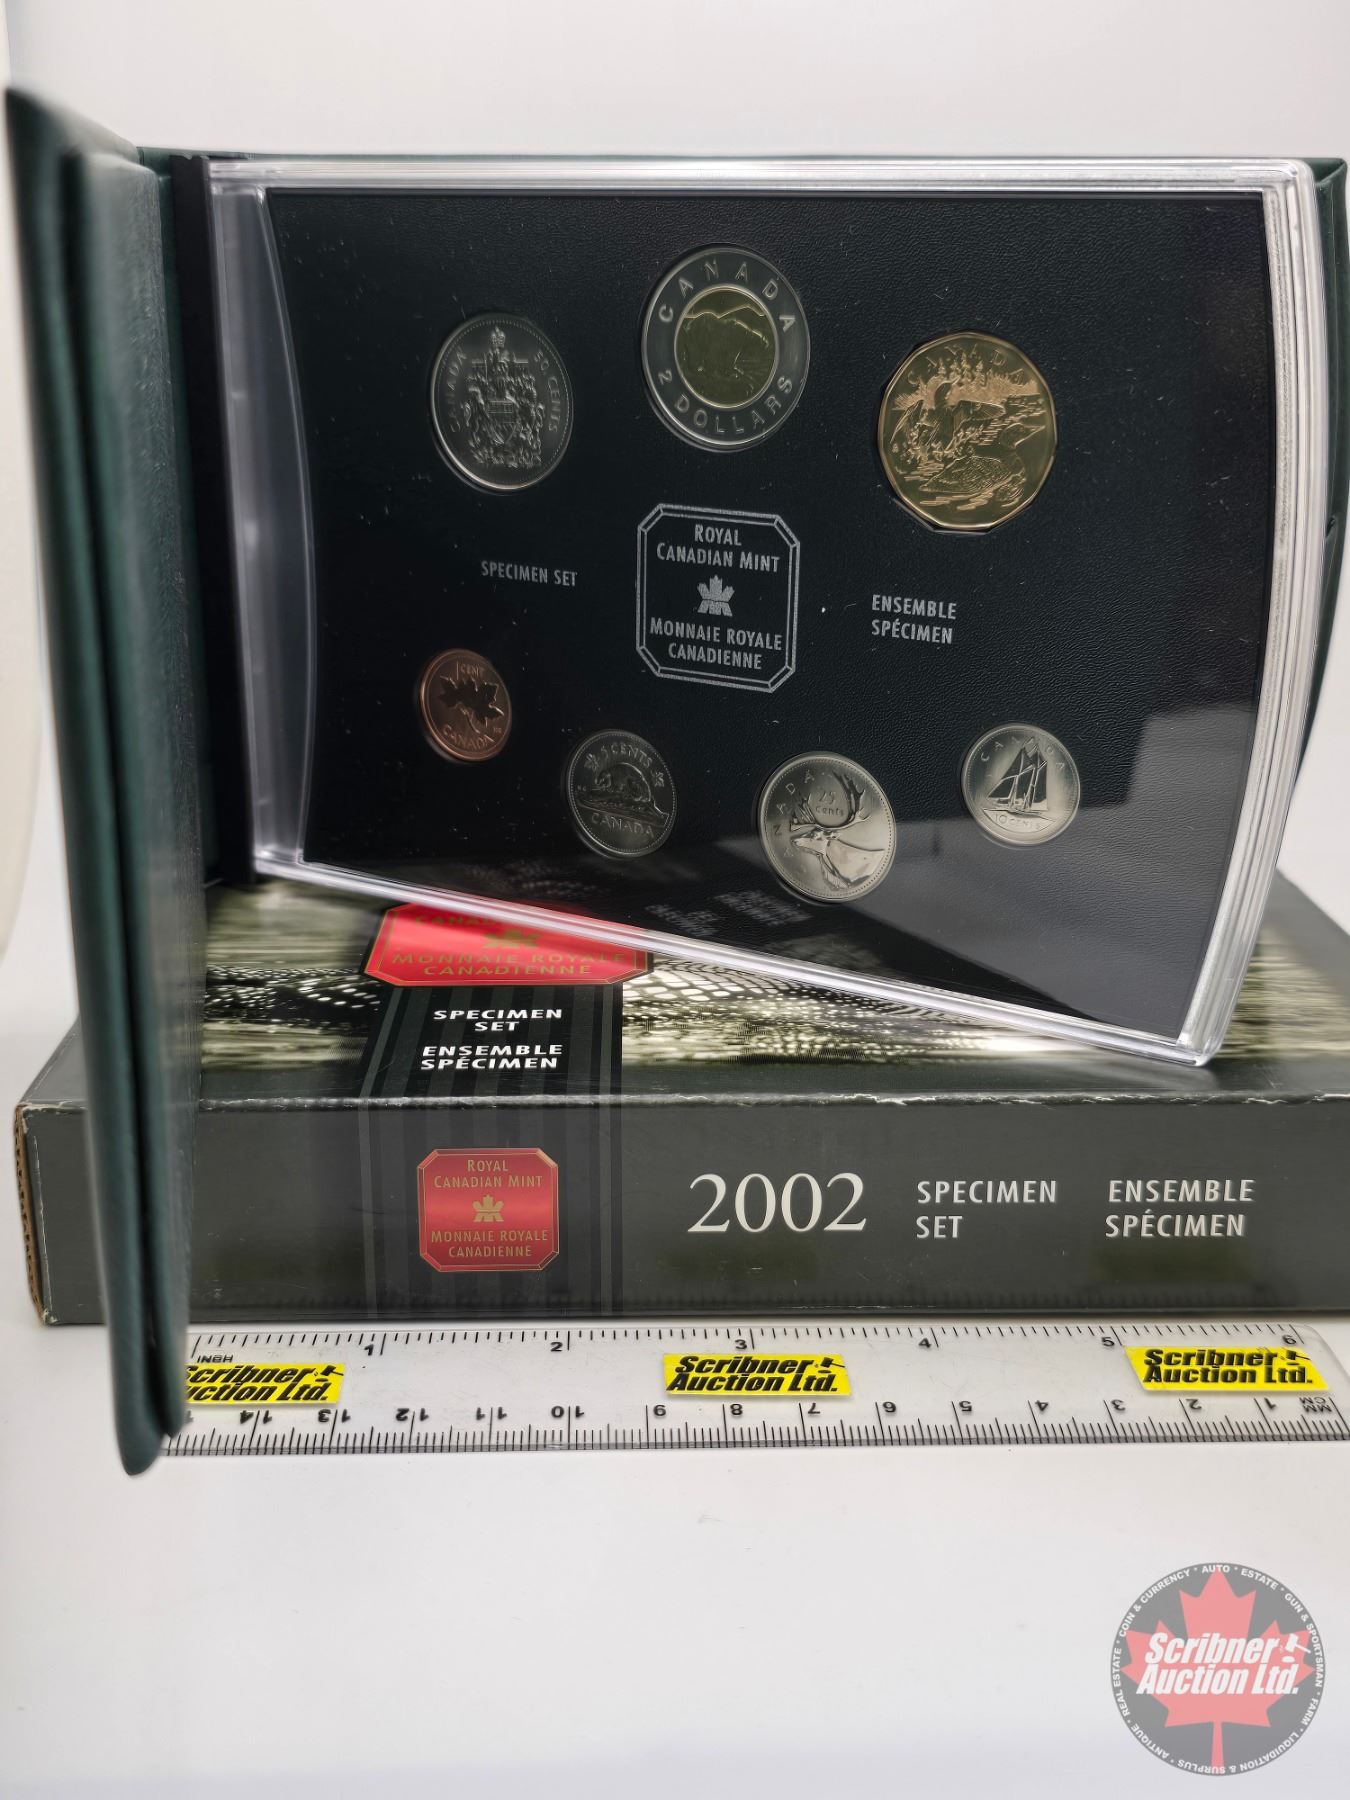 CANADA 50 CENTS
CANADA
2 DOLLARS
CANADA
SPECIMEN SET
ROYAL
CANADIAN MINT
MONNAIE ROYALE
CANADIENNE
ENSEMBLE
SPÉCIMEN
CENT
CANADA
5 CENTS
CANADA
CANADA
25
cents
CANADA
10 CENTS
MONNAIE ROYALE
CANADIENNE
SPECIMEN
SET
ENSEMBLE
SPÉCIMEN
ROYAL
CANADIAN MINT
MONNAIE ROYALE
CANADIENNE
2002
SPECIMEN
SET
ENSEMBLE
SPÉCIMEN
1 2 3 4 5 6
INCH
Scribner
Auction Ltd.
Scribner
Auction Ltd.
Scribner
Auction Ltd.
14 13 12 11 10 9 8 7 6 5 4 3 2 1
MM
CM
COIN & CURRENCY * AUTO * ESTATE * GUN & SPORTSMAN * FARM * LIQUIDATION & SURPLUS * ANTIQUE * REAL ESTATE *
Scribner
Auction Ltd.